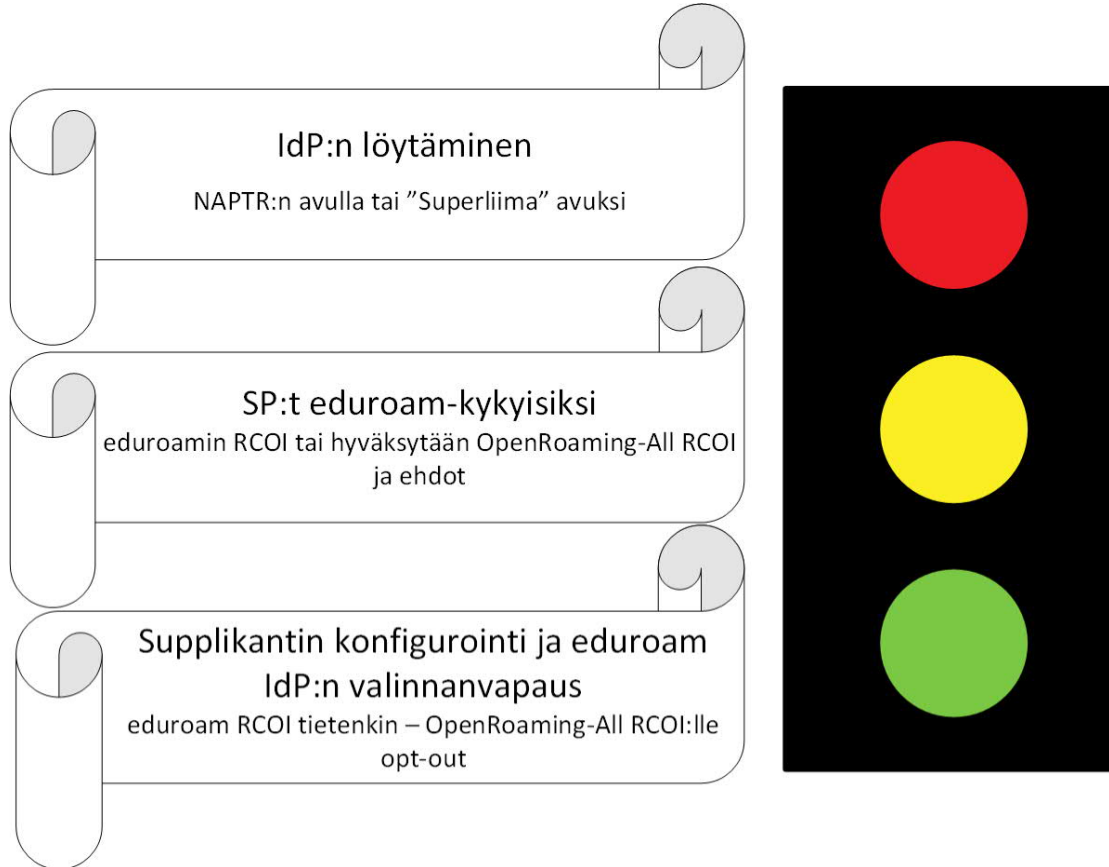 IdP:n löytäminen
NAPTR:n avulla tai ”Superliima” avuksi
SP:t eduroam-kykyisiksi
eduroamin RCOI tai hyväksytään OpenRoaming-All RCOI
ja ehdot
Supplikantin konfigurointi ja eduroam
IdP:n valinnanvapaus
eduroam RCOI tietenkin – OpenRoaming-All RCOI:lle
opt-out